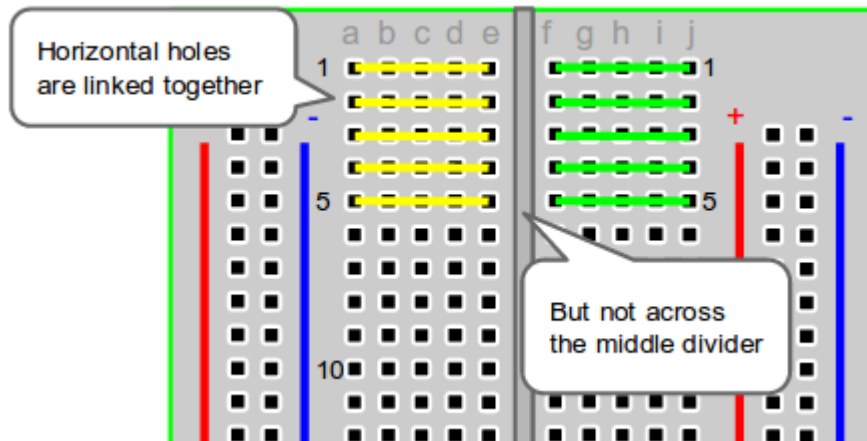 Horizontal holes
are linked together
a b c d e f g h i j
1 1
- + -
5 5
But not across
the middle divider
10